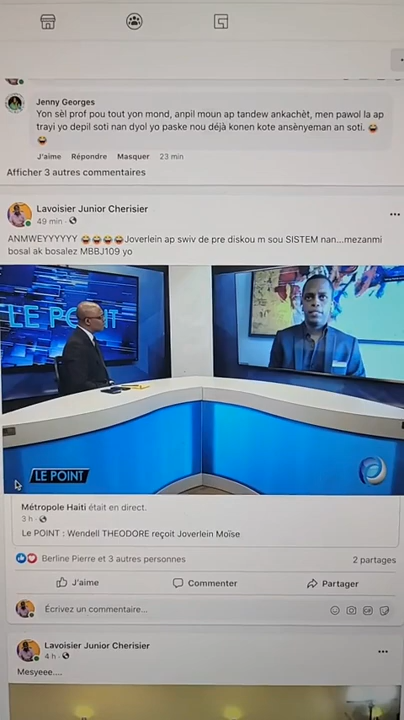 Jenny Georges
Yon sèl prof pou tout yon mond, anpil moun ap tandew ankachèt, men pawol la ap
trayi yo depil soti nan dyol yo paske nou déjà konen kote ansènyeman an soti. 😂
😂
J'aime Répondre Masquer 23 min
Afficher 3 autres commentaires
Lavoisier Junior Cherisier
49 min ·
ANMWEYYYYYY 😂😂😂😂Joverlein ap swiv de pre diskou m sou SISTEM nan...mezanmi
bosal ak bosalez MBBJ109 yo
LE POINT
LE POINT
Métropole Haiti était en direct.
3 h ·
Le POINT : Wendell THEODORE reçoit Joverlein Moïse
Berline Pierre et 3 autres personnes
2 partages
J'aime Commenter Partager
Écrivez un commentaire...
Lavoisier Junior Cherisier
4 h ·
Mesyeee....